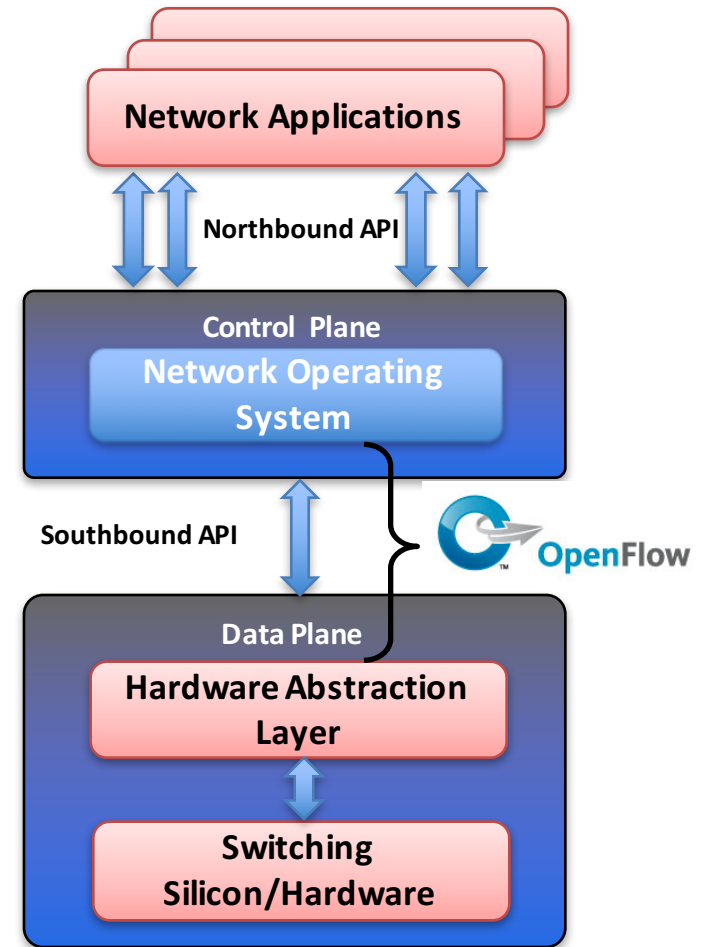 Network Applications
Northbound API
Control Plane
Network Operating
System
Southbound API
OpenFlow
TM
Data Plane
Hardware Abstraction
Layer
Switching
Silicon/Hardware